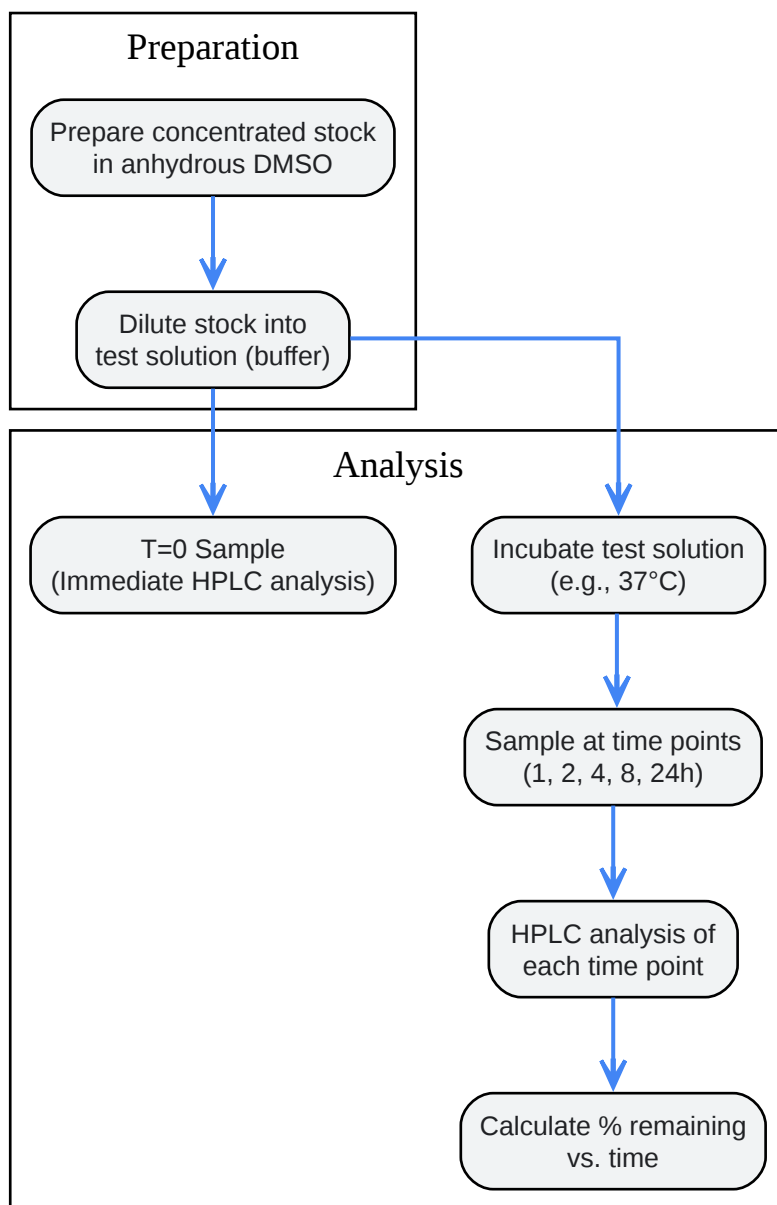 Preparation
Prepare concentrated stock
in anhydrous DMSO
Dilute stock into
test solution (buffer)
Analysis
T=0 Sample
(Immediate HPLC analysis)
Incubate test solution
(e.g., 37°C)
Sample at time points
(1, 2, 4, 8, 24h)
HPLC analysis of
each time point
Calculate % remaining
vs. time